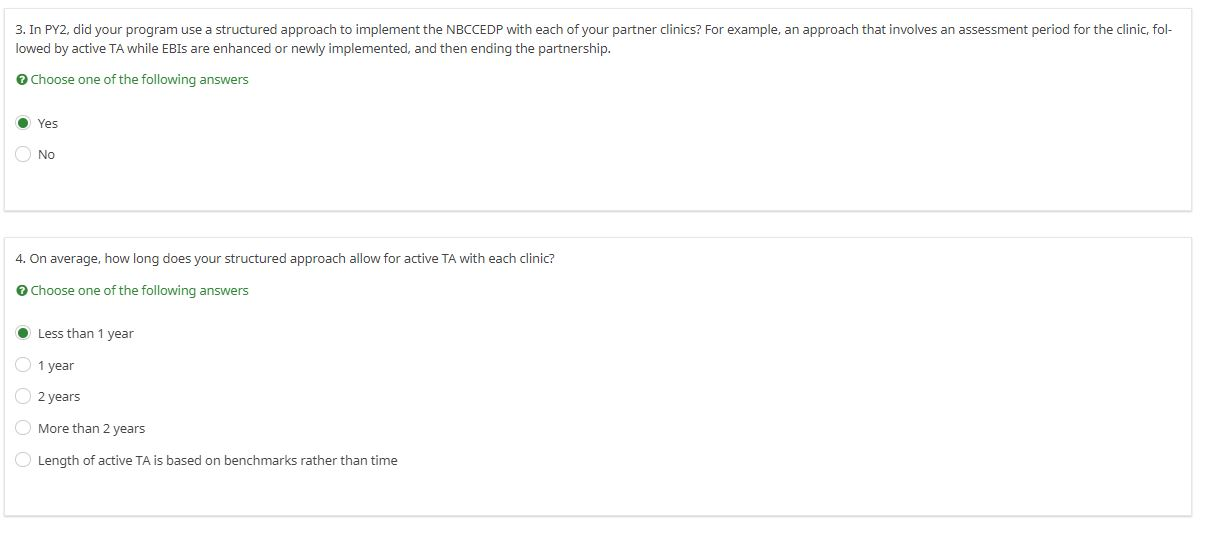 3. In PY2, did your program use a structured approach to implement the NBCCEDP with each of your partner clinics? For example, an approach that involves an assessment period for the clinic, fol-
lowed by active TA while EBIs are enhanced or newly implemented, and then ending the partnership.
Choose one of the following answers
Yes
No
4. On average, how long does your structured approach allow for active TA with each clinic?
Choose one of the following answers
Less than 1 year
1 year
2 years
More than 2 years
Length of active TA is based on benchmarks rather than time